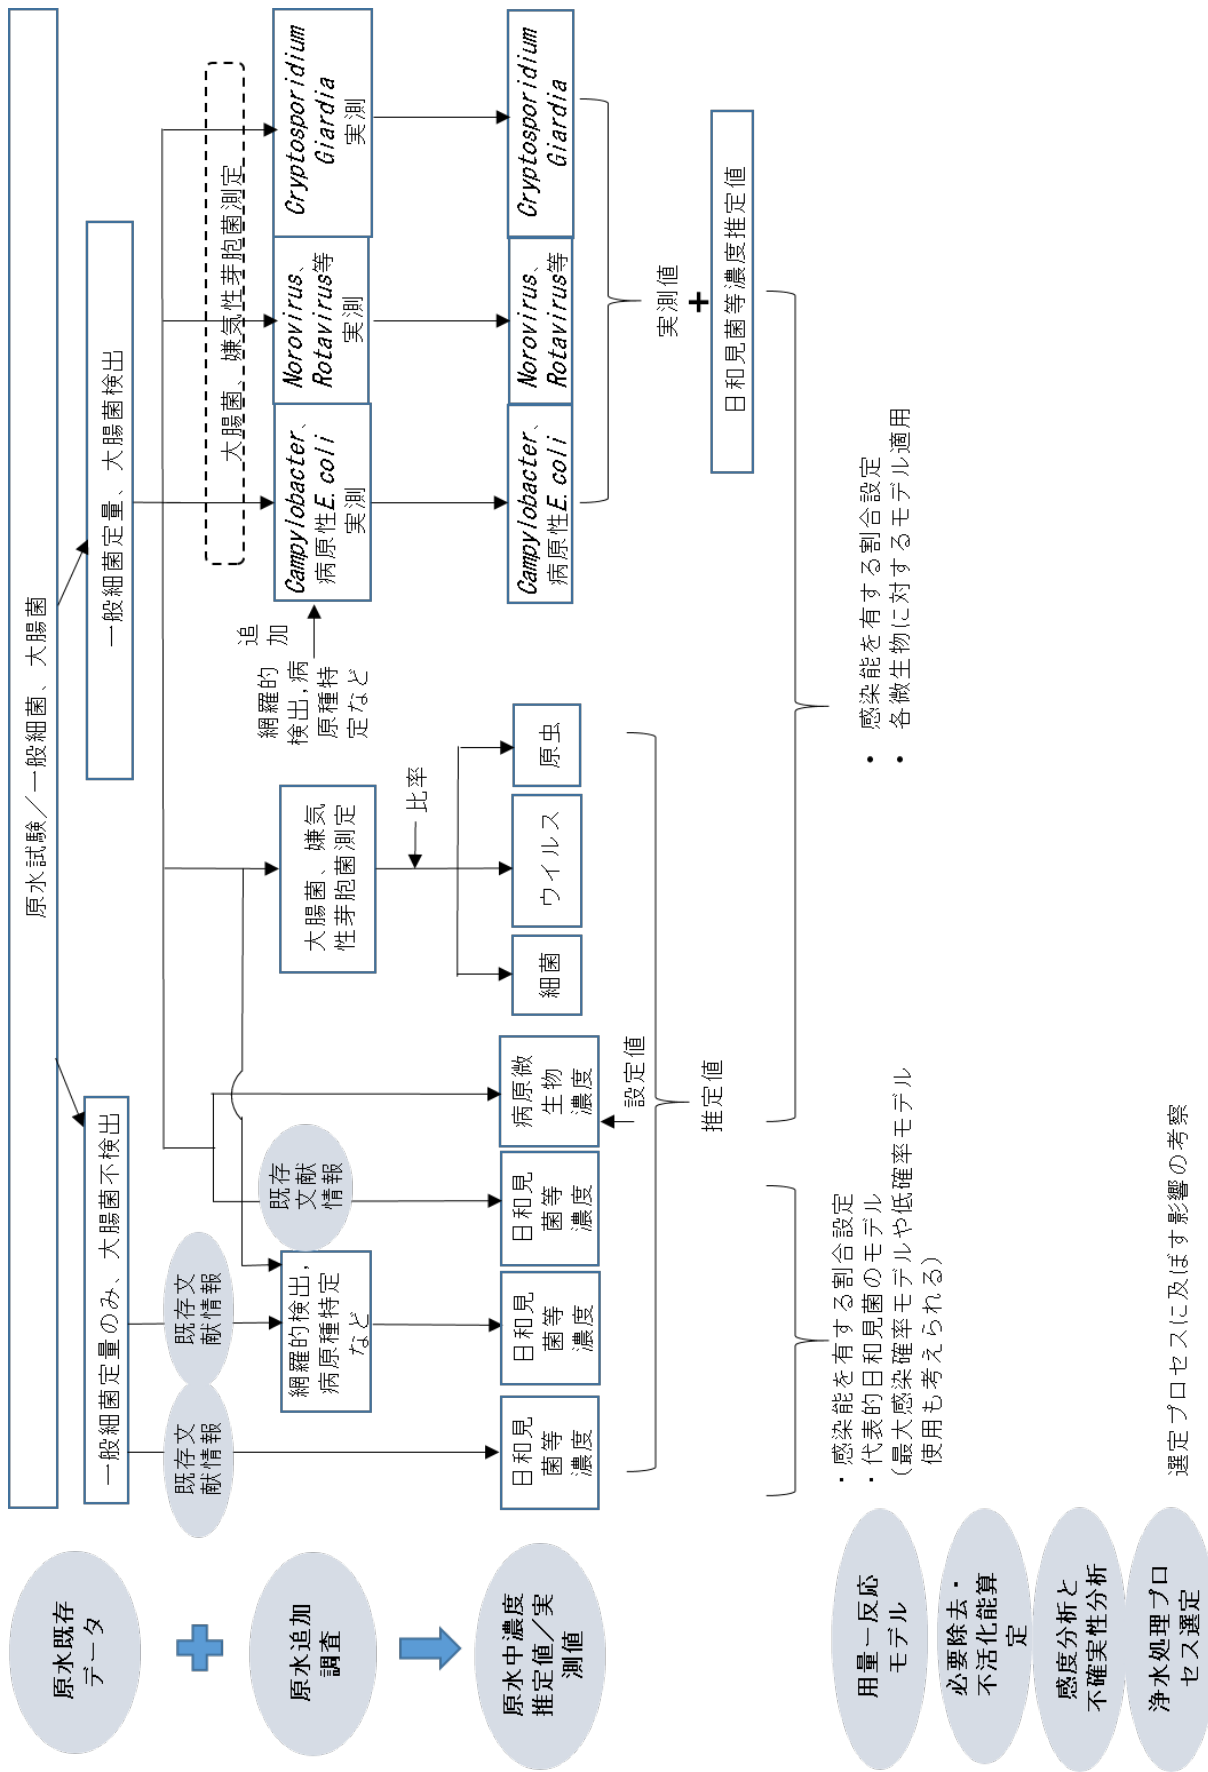 原水既存
データ
原水試験／一般細菌、大腸菌
一般細菌定量のみ、大腸菌不検出
一般細菌定量、大腸菌検出
既存文
献情報
既存文
献情報
大腸菌、嫌気性芽胞菌測定
原水追加
調査
網羅的検出,
病原種特定
など
既存
文献
情報
大腸菌、嫌気
性芽胞菌測定
比率
網羅的
検出,病
原種特
定など
追
加
Campylobacter、
病原性E.coli
実測
Norovirus、
Rotavirus等
実測
Cryptosporidium
Giardia
実測
原水中濃度
推定値／実
測値
日和見
菌等
濃度
日和見
菌等
濃度
日和見
菌等
濃度
病原微
生物
濃度
設定値
細菌
ウイルス
原虫
Campylobacter、
病原性E.coli
Norovirus、
Rotavirus等
Cryptosporidium
Giardia
推定値
実測値
+
日和見菌等濃度推定値
用量ー反応
モデル
・感染能を有する割合設定
・代表的日和見菌のモデル
（最大感染確率モデルや低確率モデル
使用も考えられる）
・ 感染能を有する割合設定
・ 各微生物に対するモデル適用
必要除去・
不活化能算
定
感度分析と
不確実性分析
浄水処理プロ
セス選定
選定プロセスに及ぼす影響の考察